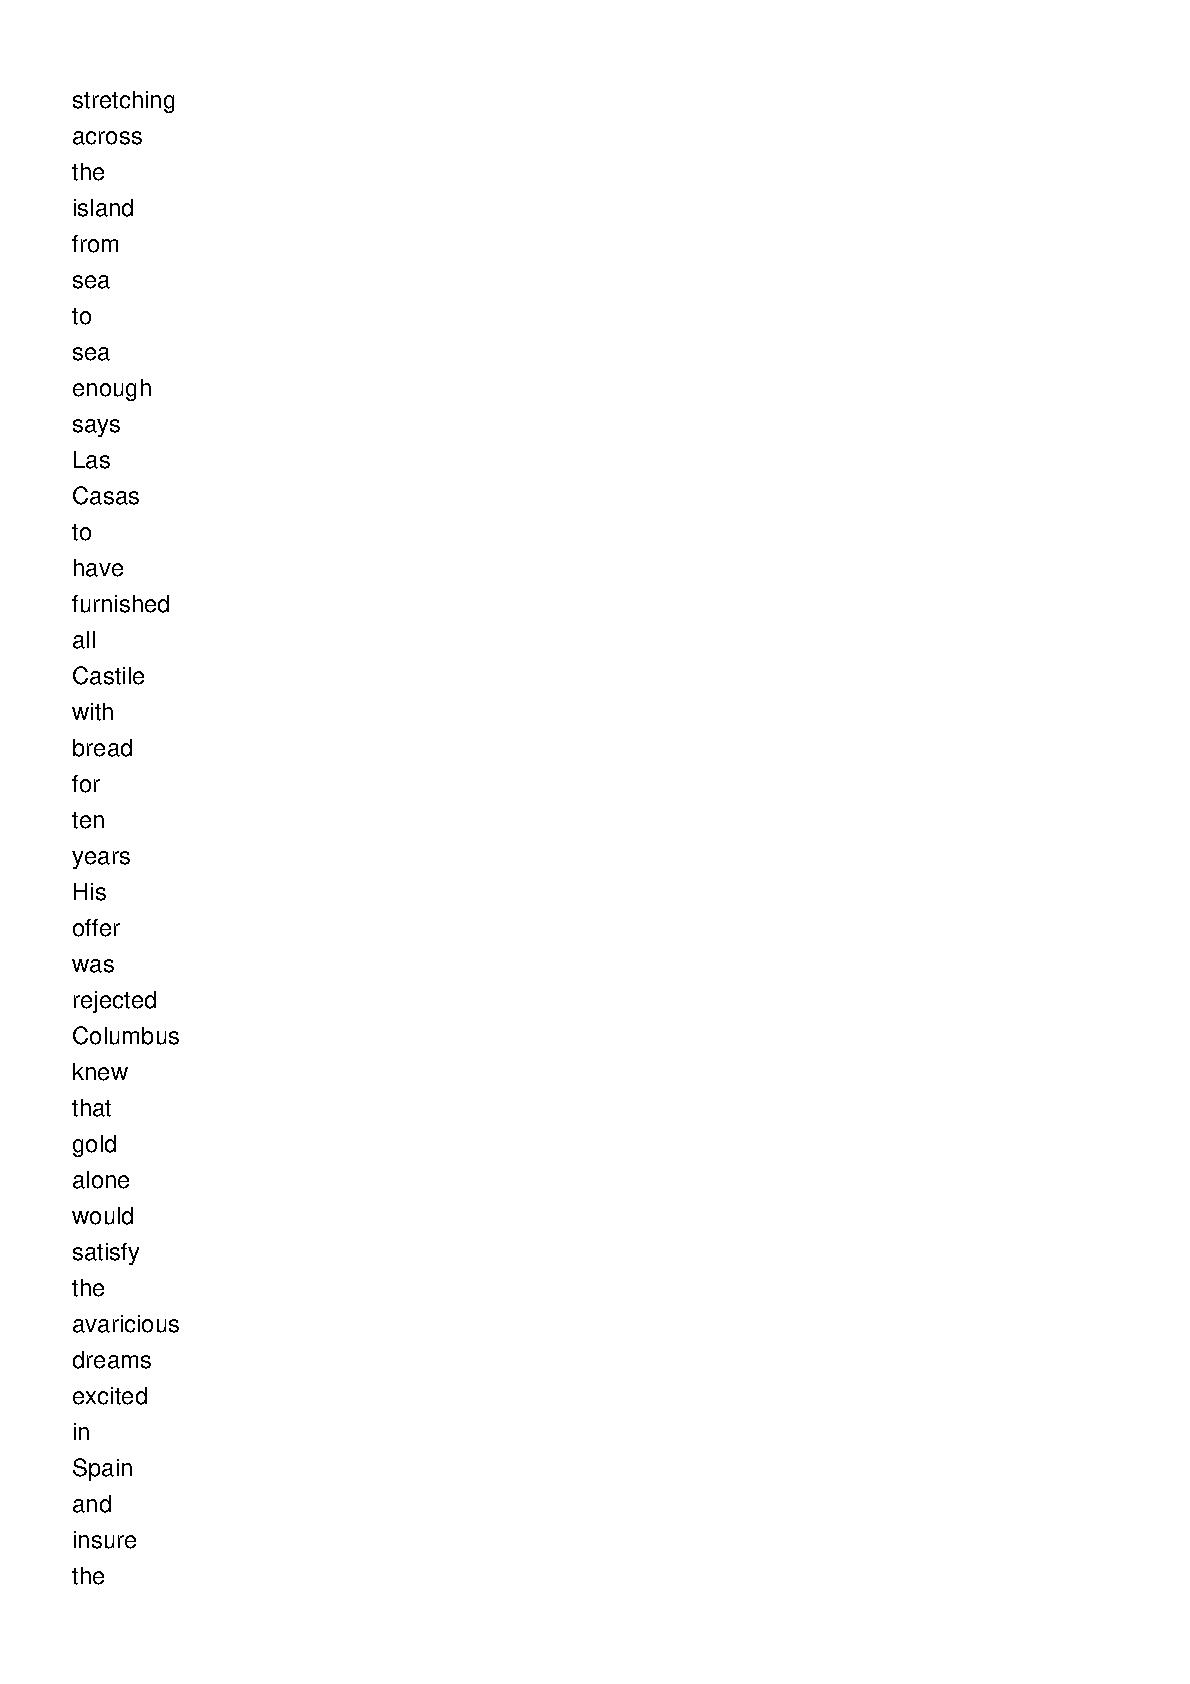 stretching
across
the
island
from
sea
to
sea
enough
says
Las
Casas
to
have
furnished
all
Castile
with
bread
for
ten
years
His
offer
was
rejected
Columbus
knew
that
gold
alone
would
satisfy
the
avaricious
dreams
excited
in
Spain
and
insure
the